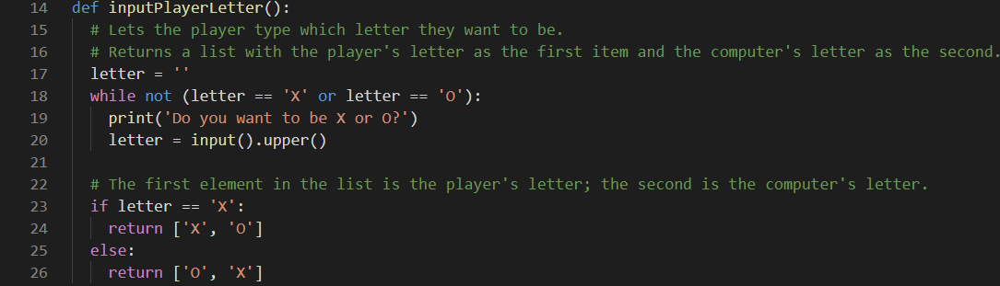 14 def inputPlayerLetter():
15 # Lets the player type which letter they want to be.
16 # Returns a list with the player's letter as the first item and the computer's letter as the second.
17 letter = ''
18 while not (letter == 'X' or letter == 'O'):
19 print('Do you want to be X or O?')
20 letter = input().upper()
21
22 # The first element in the list is the player's letter; the second is the computer's letter.
23 if letter == 'X':
24 return ['X', 'O']
25 else:
26 return ['O', 'X']